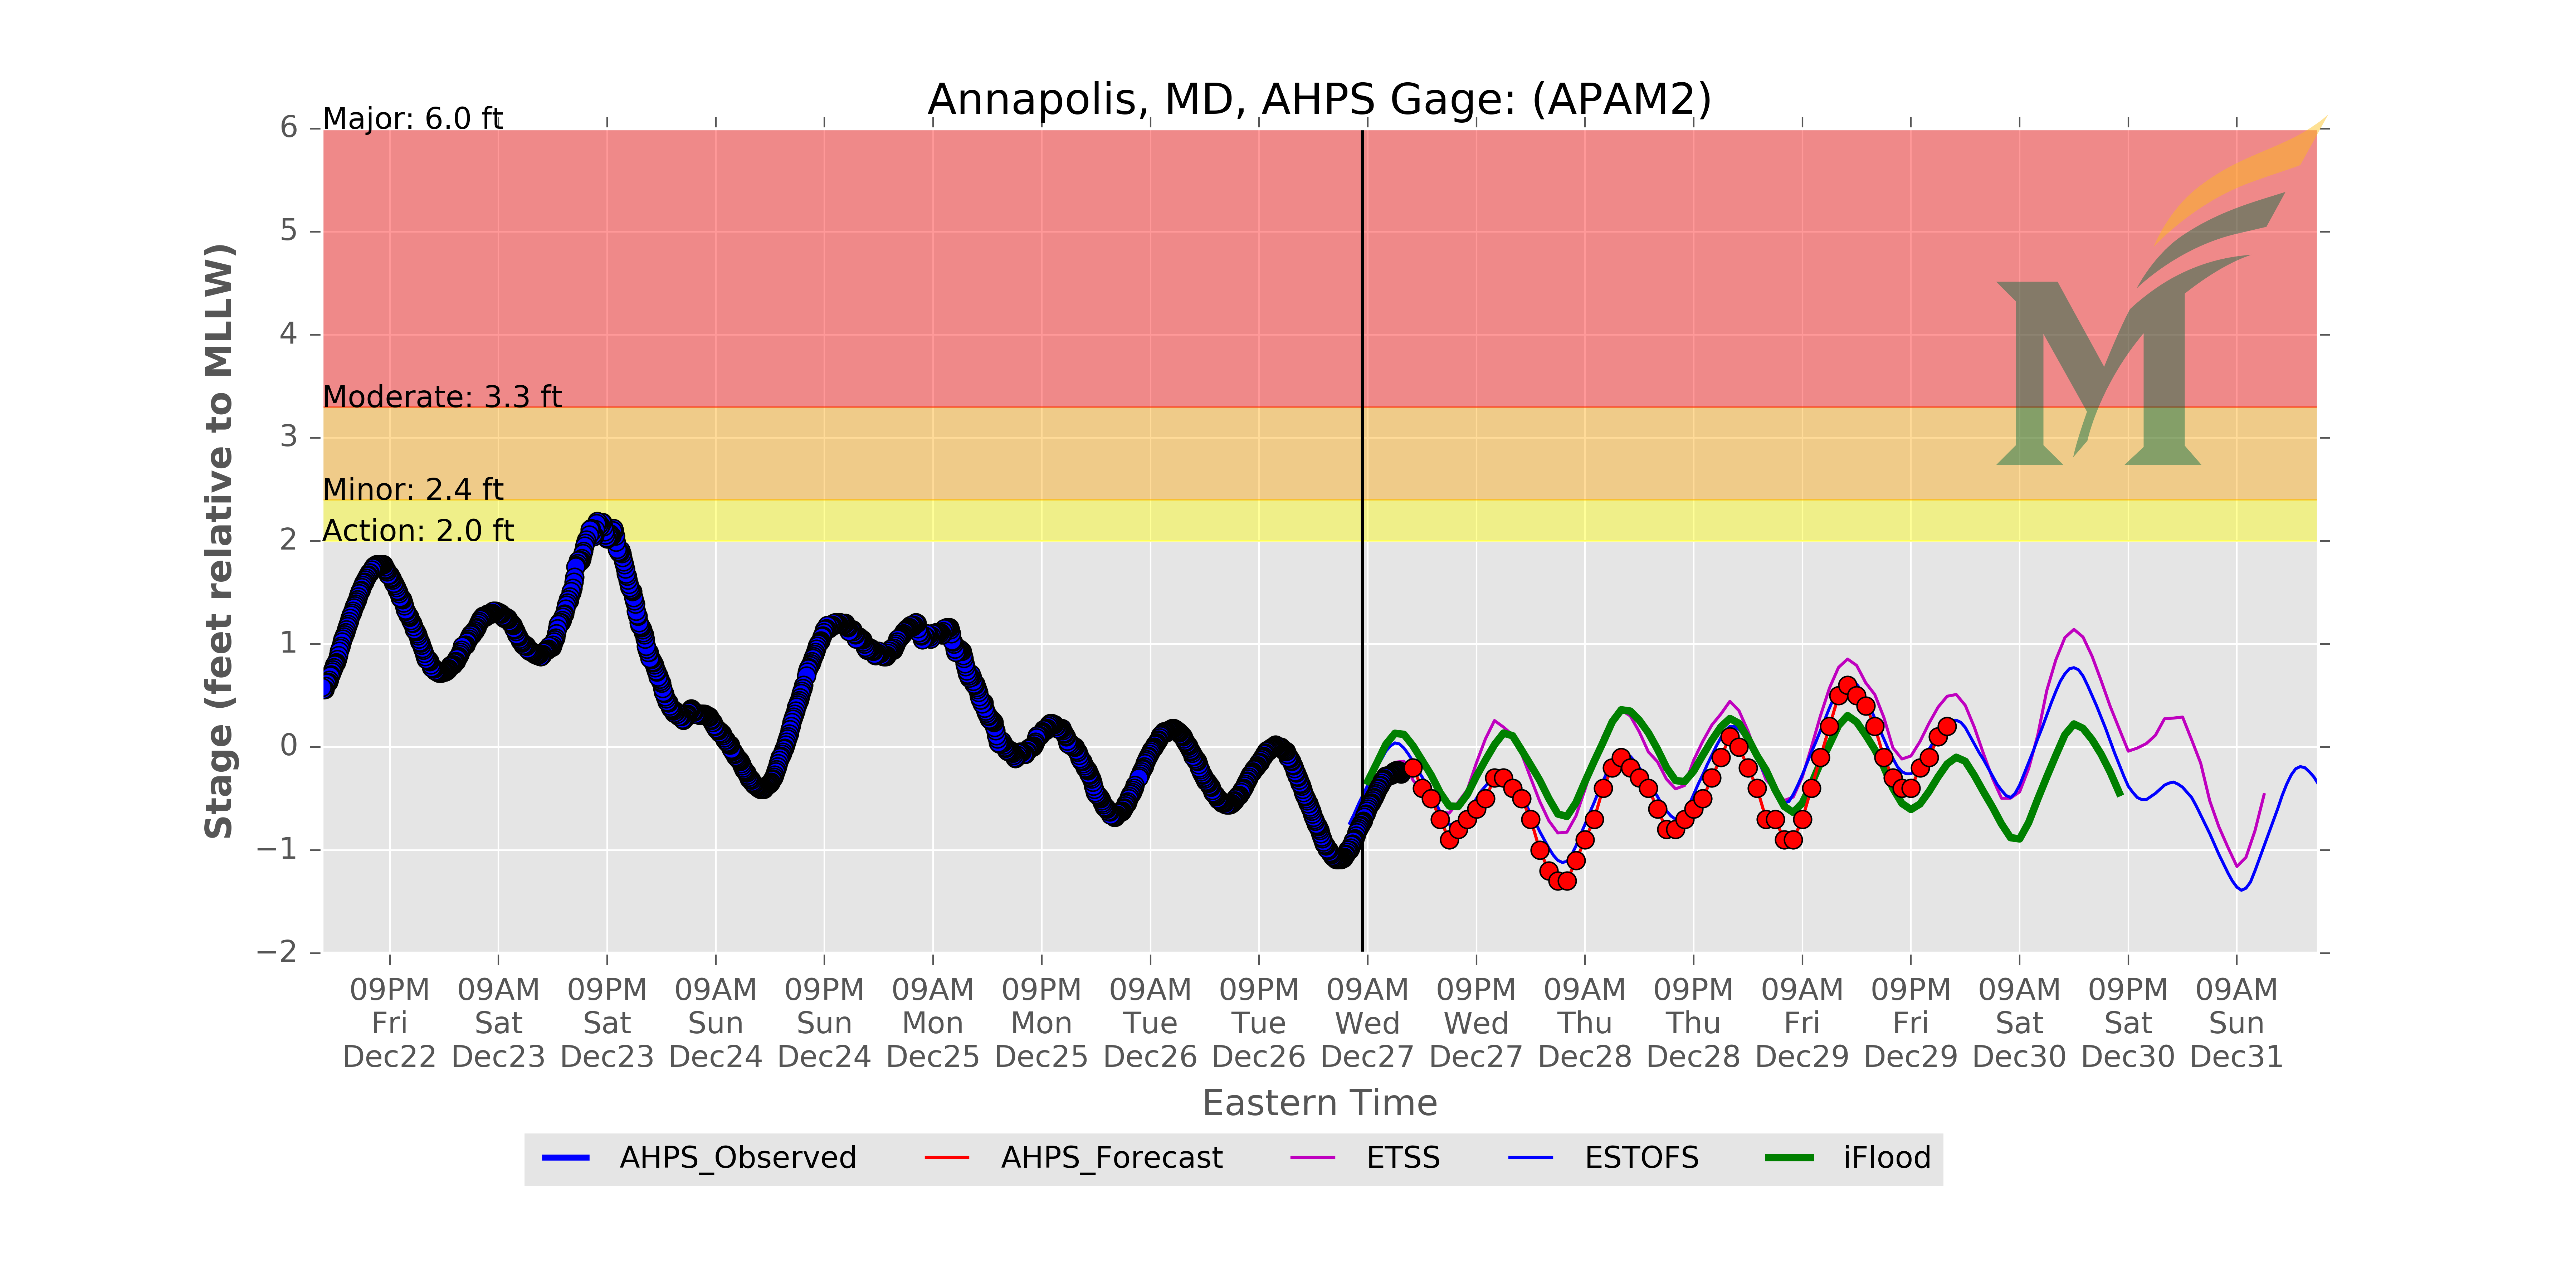 Annapolis, MD, AHPS Gage: (APAM2)
Major: 6.0 ft
Moderate: 3.3 ft
Minor: 2.4 ft
Action: 2.0 ft
Stage (feet relative to MLLW)
6
5
4
3
2
1
0
−1
−2
09PM 09AM 09PM 09AM 09PM 09AM 09PM 09AM 09PM 09AM 09PM 09AM 09PM 09AM 09PM 09AM 09PM 09AM
Fri Sat Sat Sun Sun Mon Mon Tue Tue Wed Wed Thu Thu Fri Fri Sat Sat Sun
Dec22 Dec23 Dec23 Dec24 Dec24 Dec25 Dec25 Dec26 Dec26 Dec27 Dec27 Dec28 Dec28 Dec29 Dec29 Dec30 Dec30 Dec31
Eastern Time
AHPS_Observed AHPS_Forecast ETSS ESTOFS iFlood
M